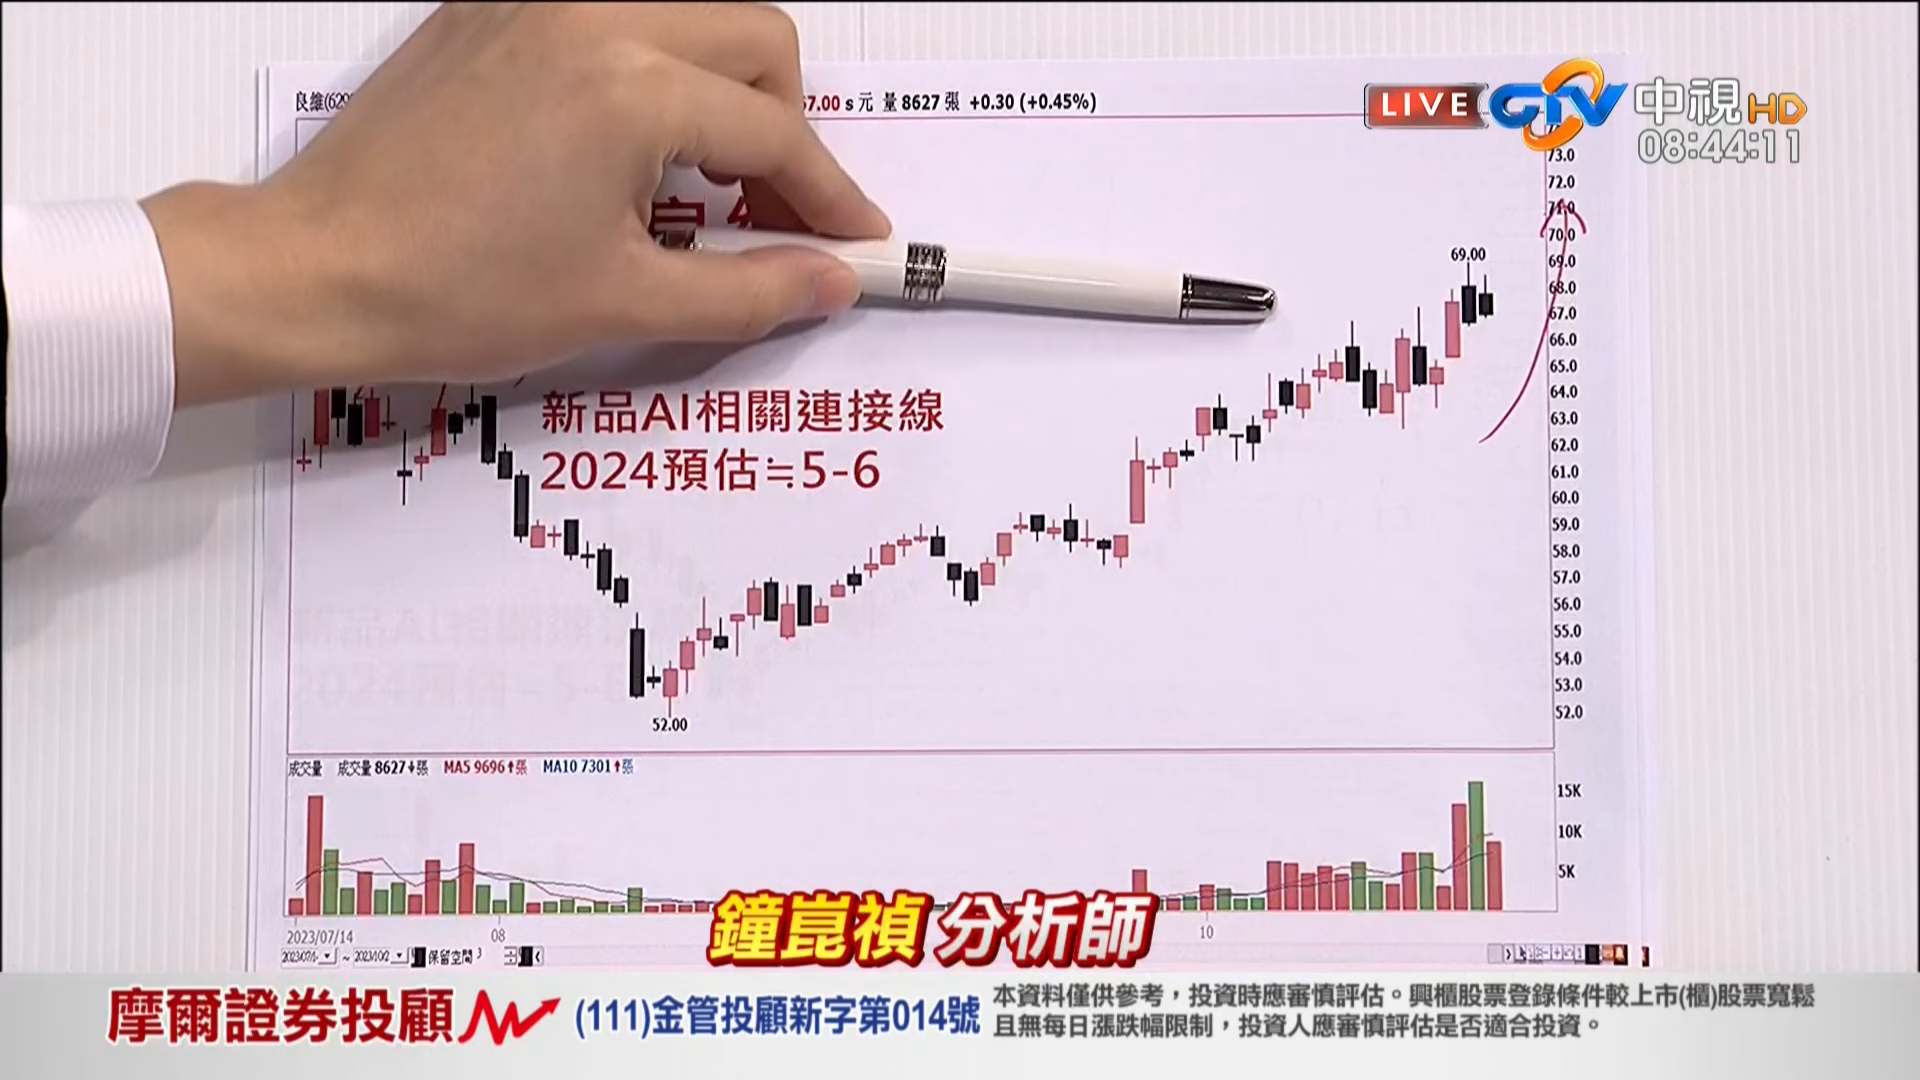 良維(629
57.00 s 元 量 8627 張 +0.30 (+0.45%)
LIVE CTV 中視HD
08:44:11
73.0
72.0
71.0
70.0
69.0
68.0
67.0
66.0
65.0
64.0
63.0
62.0
61.0
60.0
59.0
58.0
57.0
56.0
55.0
54.0
53.0
52.0
69.00
新品AI相關連接線
2024預估≒5-6
52.00
成交量 成交量 8627↓張 MA5 9696↑張 MA10 7301↑張
15K
10K
5K
2023/07/14 08 10
保留空間 3
鐘崑禎 分析師
摩爾證券投顧 (111)金管投顧新字第014號
本資料僅供參考，投資時應審慎評估。興櫃股票登錄條件較上市(櫃)股票寬鬆
且無每日漲跌幅限制，投資人應審慎評估是否適合投資。